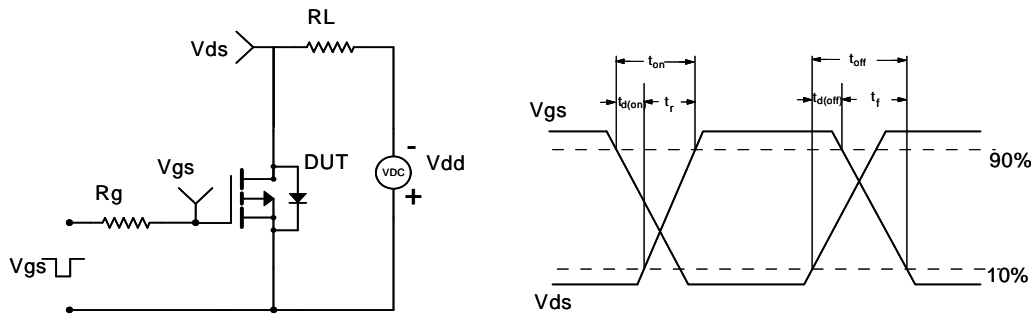 RL
Vds
Vgs
DUT
-
VDC
Vdd
+
Rg
Vgs
ton
td(on)
tr
toff
td(off)
tf
Vgs
90%
10%
Vds